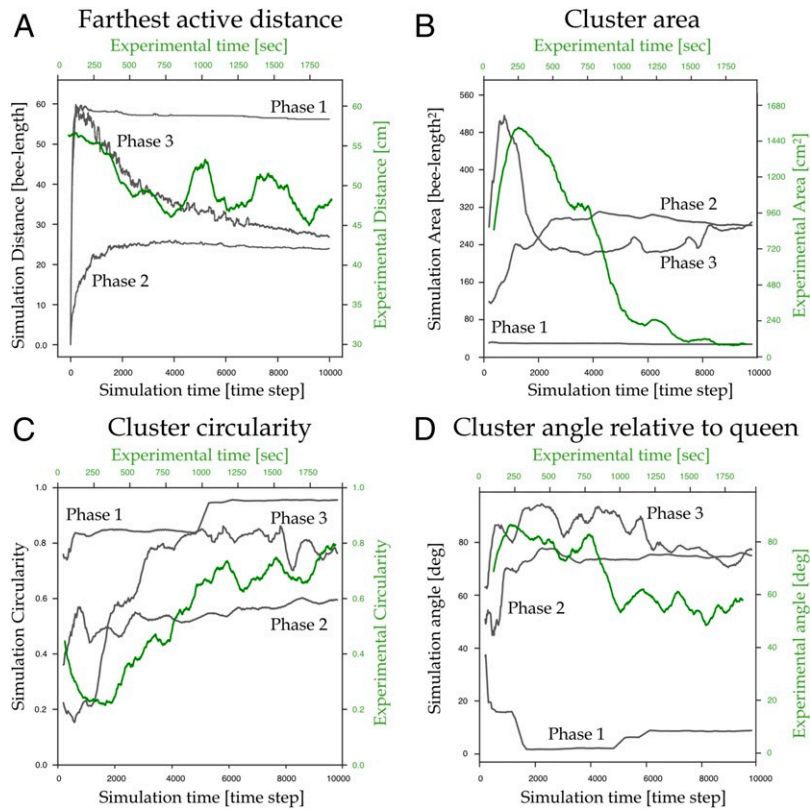 A Farthest active distance
Experimental time [sec]
0 250 500 750 1000 1250 1500 1750
Simulation Distance [bee-length]
60
50
40
30
20
10
0.0
Phase 1
Phase 3
Phase 2
60
55
50
45
40
35
30
Experimental Distance [cm]
0 2000 4000 6000 8000 10000
Simulation time [time step]
B Cluster area
Experimental time [sec]
0 250 500 750 1000 1250 1500 1750
Simulation Area [bee-length²]
560
480
400
320
240
160
80
0
Phase 2
Phase 3
Phase 1
1680
1440
1200
960
720
480
240
0
Experimental Area [cm²]
0 2000 4000 6000 8000 10000
Simulation time [time step]
C Cluster circularity
Experimental time [sec]
0 250 500 750 1000 1250 1500 1750
Simulation Circularity
1.0
0.8
0.6
0.4
0.2
0.0
Phase 1
Phase 3
Phase 2
1.0
0.8
0.6
0.4
0.2
0.0
Experimental Circularity
0 2000 4000 6000 8000 10000
Simulation time [time step]
D Cluster angle relative to queen
Experimental time [sec]
0 250 500 750 1000 1250 1500 1750
Simulation angle [deg]
80
60
40
20
0
Phase 3
Phase 2
Phase 1
80
60
40
20
0
Experimental angle [deg]
0 2000 4000 6000 8000 10000
Simulation time [time step]